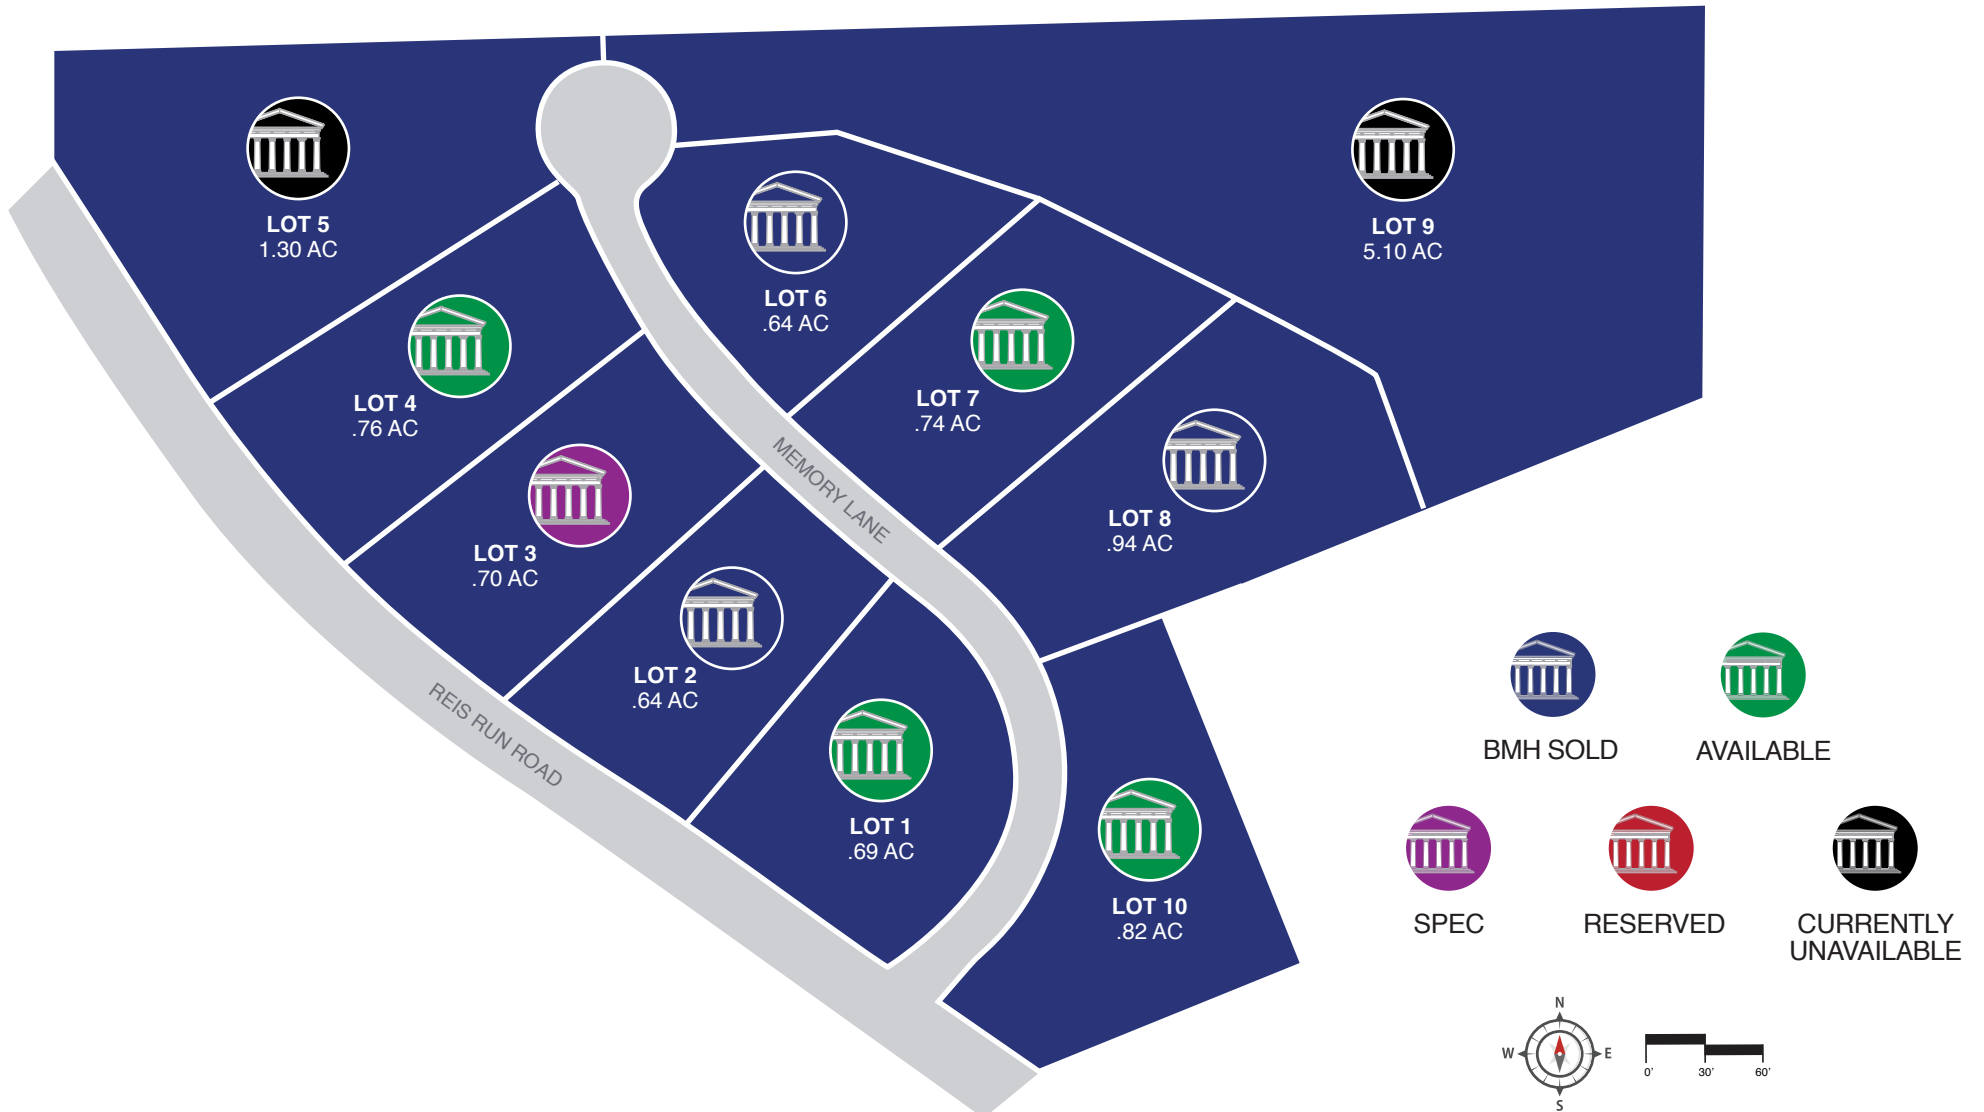 LOT 5
1.30 AC
LOT 9
5.10 AC
LOT 6
.64 AC
LOT 4
.76 AC
LOT 7
.74 AC
LOT 3
.70 AC
MEMORY LANE
LOT 8
.94 AC
LOT 2
.64 AC
REIS RUN ROAD
LOT 1
.69 AC
LOT 10
.82 AC
BMH SOLD
AVAILABLE
SPEC
RESERVED
CURRENTLY
UNAVAILABLE
N
W
E
S
0'
30'
60'